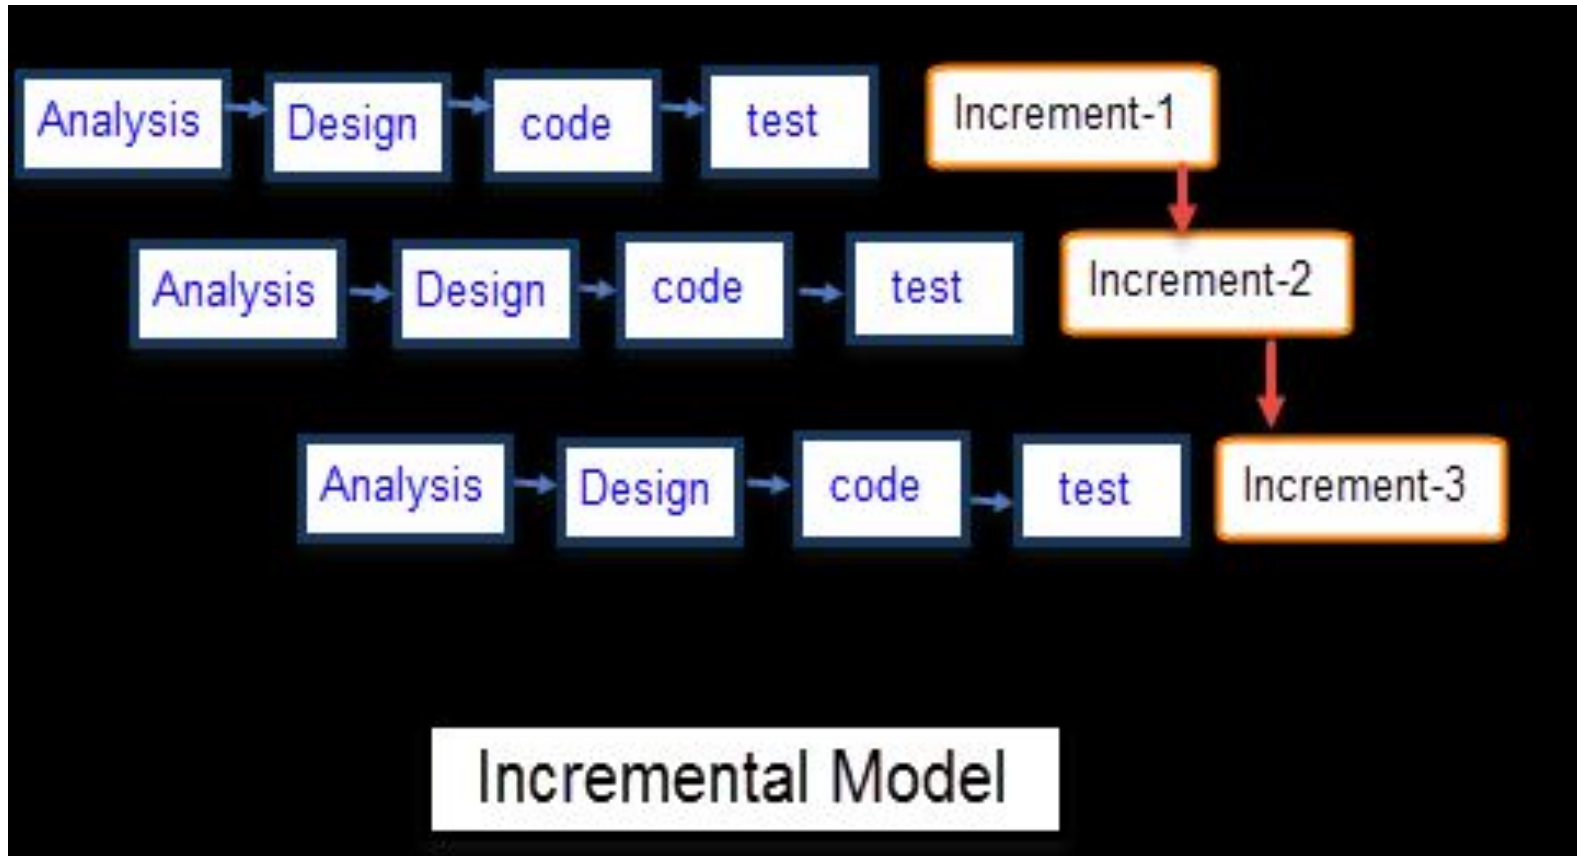 Analysis Design code test Increment-1
Analysis Design code test Increment-2
Analysis Design code test Increment-3
Incremental Model